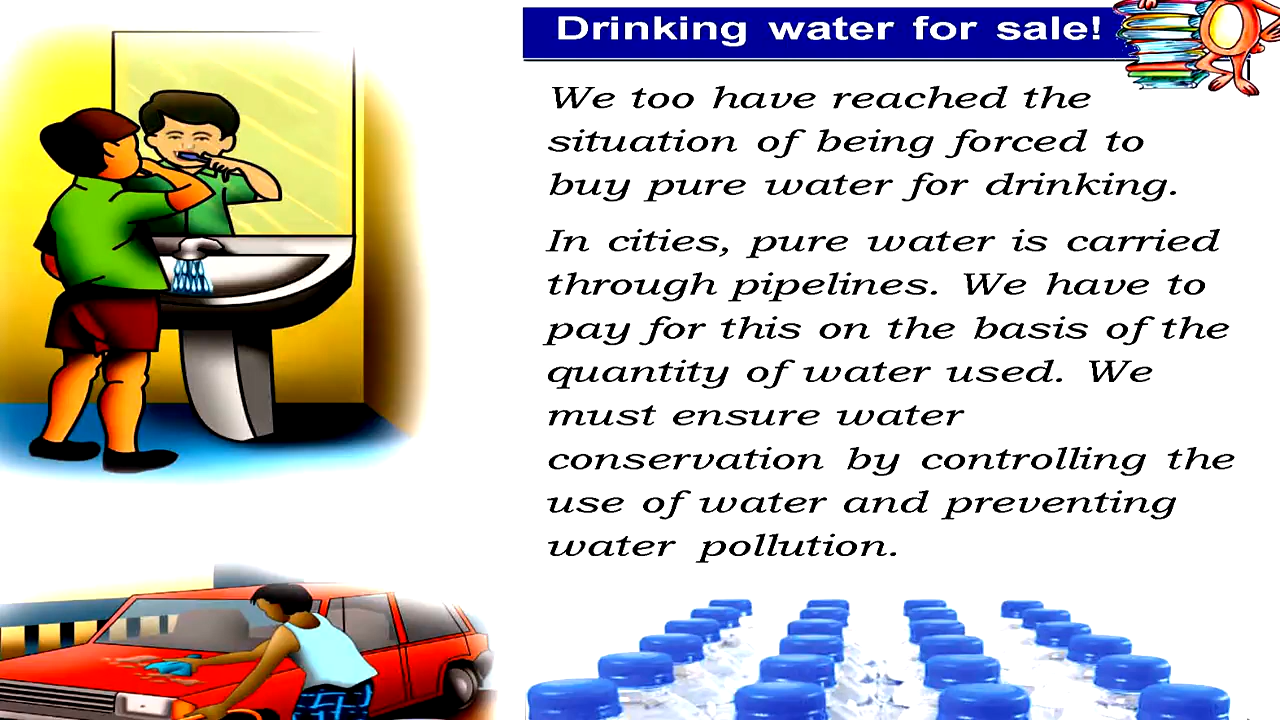 Drinking water for sale!
We too have reached the
situation of being forced to
buy pure water for drinking.
In cities, pure water is carried
through pipelines. We have to
pay for this on the basis of the
quantity of water used. We
must ensure water
conservation by controlling the
use of water and preventing
water pollution.